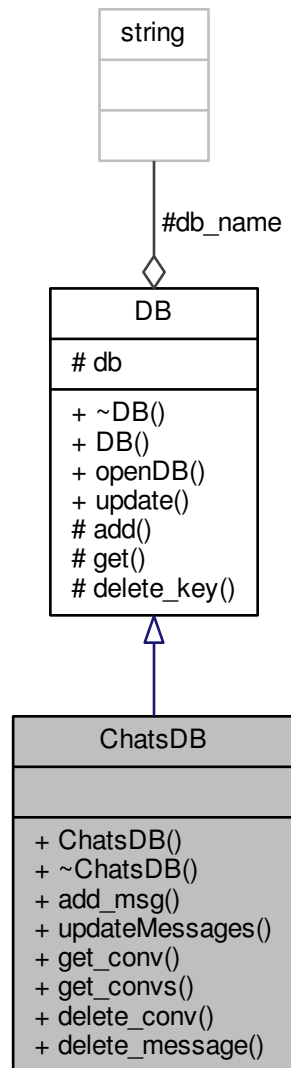 string
#db_name
DB
# db
+ ~DB()
+ DB()
+ openDB()
+ update()
# add()
# get()
# delete_key()
ChatsDB
+ ChatsDB()
+ ~ChatsDB()
+ add_msg()
+ updateMessages()
+ get_conv()
+ get_convs()
+ delete_conv()
+ delete_message()